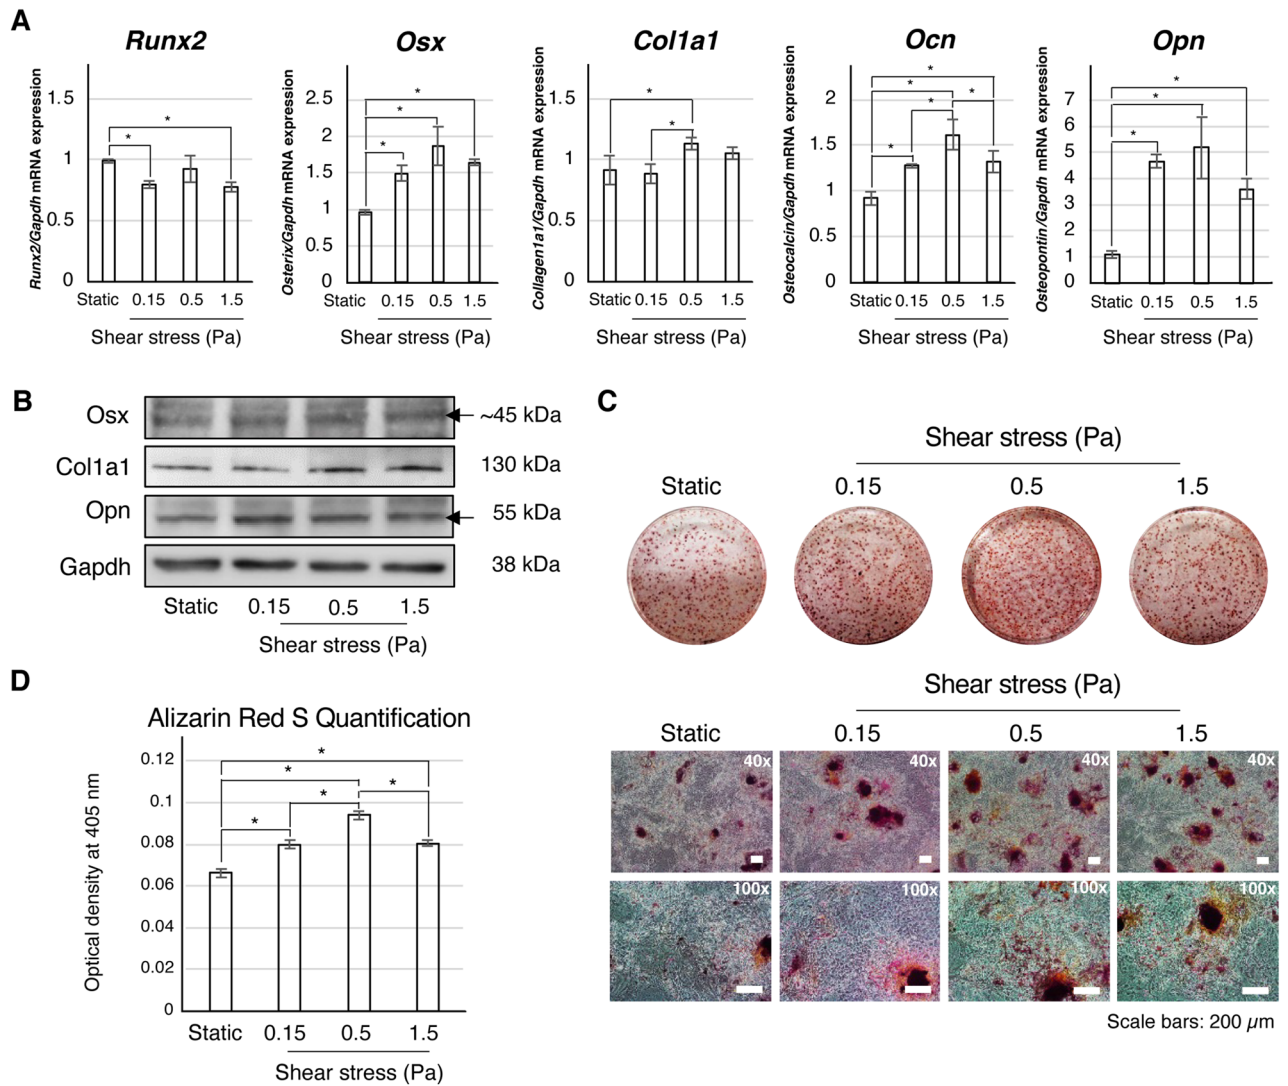 A
Runx2
Osx
Col1a1
Ocn
Opn
Runx2/Gapdh mRNA expression
1.5
1
0.5
0
* *
Static 0.15 0.5 1.5
Shear stress (Pa)
Osterix/Gapdh mRNA expression
2.5
2
1.5
1
0.5
0
* * *
Static 0.15 0.5 1.5
Shear stress (Pa)
Collagen1a1/Gapdh mRNA expression
1.5
1
0.5
0
* *
Static 0.15 0.5 1.5
Shear stress (Pa)
Osteocalcin/Gapdh mRNA expression
2
1.5
1
0.5
0
* * * * *
Static 0.15 0.5 1.5
Shear stress (Pa)
Osteopontin/Gapdh mRNA expression
7
6
5
4
3
2
1
0
* * *
Static 0.15 0.5 1.5
Shear stress (Pa)
B
Osx ~45 kDa
Col1a1 130 kDa
Opn 55 kDa
Gapdh 38 kDa
Static 0.15 0.5 1.5
Shear stress (Pa)
C
Shear stress (Pa)
Static 0.15 0.5 1.5
Shear stress (Pa)
Static 0.15 0.5 1.5
40x 40x 40x 40x
100x 100x 100x 100x
Scale bars: 200 µm
D
Alizarin Red S Quantification
Optical density at 405 nm
0.12
0.1
0.08
0.06
0.04
0.02
0
* * * * *
Static 0.15 0.5 1.5
Shear stress (Pa)